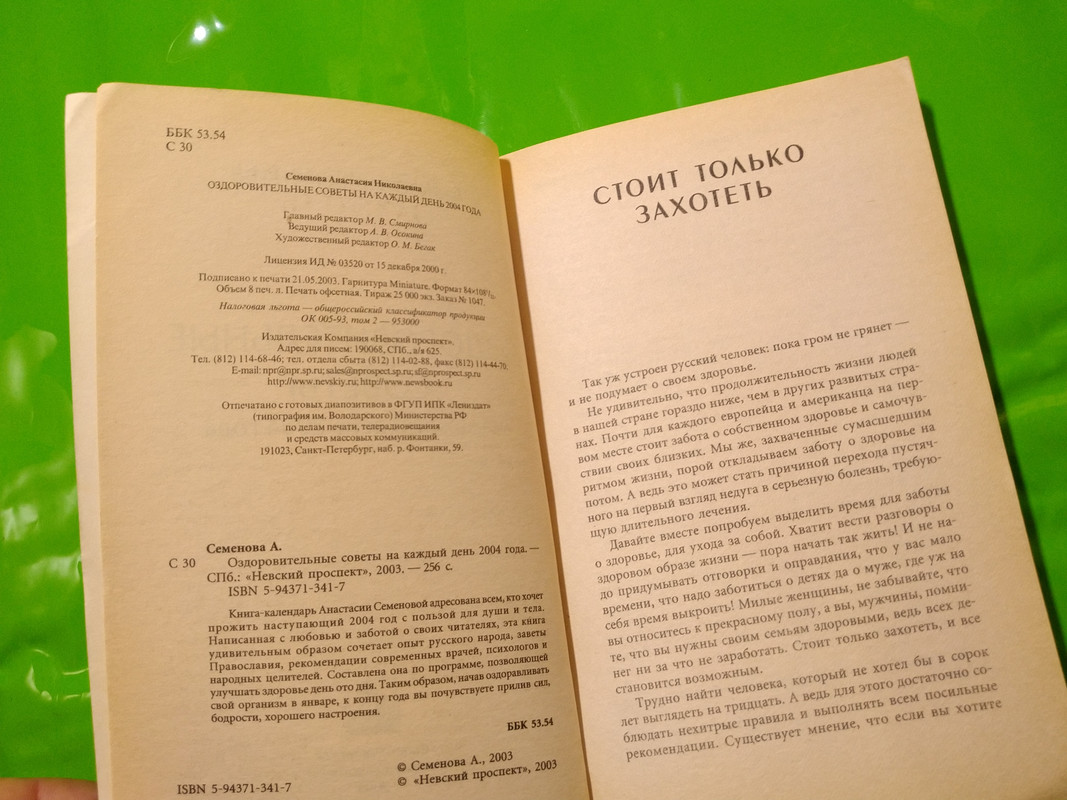 ББК 53.54
С 30
Семенова Анастасия Николаевна
ОЗДОРОВИТЕЛЬНЫЕ СОВЕТЫ НА КАЖДЫЙ ДЕНЬ 2004 ГОДА
Главный редактор М. В. Смирнова
Ведущий редактор А. В. Осокина
Художественный редактор О. М. Бегак
Лицензия ИД № 03520 от 15 декабря 2000 г.
Подписано к печати 21.05.2003. Гарнитура Miniature. Формат 84×108 1/32.
Объем 8 печ. л. Печать офсетная. Тираж 25 000 экз. Заказ № 1047.
Налоговая льгота — общероссийский классификатор продукции
ОК 005-93, том 2 — 953000
Издательская Компания «Невский проспект».
Адрес для писем: 190068, СПб., а/я 625.
Тел. (812) 114-68-46; тел. отдела сбыта (812) 114-02-88, факс (812) 114-44-70.
E-mail: npr@npr.sp.ru; sales@nprospect.sp.ru; sf@nprospect.sp.ru
http://www.nevskiy.ru; http://www.newsbook.ru
Отпечатано с готовых диапозитивов в ФГУП ИПК «Лениздат»
(типография им. Володарского) Министерства РФ
по делам печати, телерадиовещания
и средств массовых коммуникаций.
191023, Санкт-Петербург, наб. р. Фонтанки, 59.
Семенова А.
С 30 Оздоровительные советы на каждый день 2004 года. —
СПб.: «Невский проспект», 2003. — 256 с.
ISBN 5-94371-341-7
Книга-календарь Анастасии Семеновой адресована всем, кто хочет
прожить наступающий 2004 год с пользой для души и тела.
Написанная с любовью и заботой о своих читателях, эта книга
удивительным образом сочетает опыт русского народа, заветы
Православия, рекомендации современных врачей, психологов и
народных целителей. Составлена она по программе, позволяющей
улучшать здоровье день ото дня. Таким образом, начав оздоравливать
свой организм в январе, к концу года вы почувствуете прилив сил,
бодрости, хорошего настроения.
ББК 53.54
© Семенова А., 2003
ISBN 5-94371-341-7 © «Невский проспект», 2003
СТОИТ ТОЛЬКО
ЗАХОТЕТЬ
Так уж устроен русский человек: пока гром не грянет —
и не подумает о своем здоровье.
Не удивительно, что продолжительность жизни людей
в нашей стране гораздо ниже, чем в других развитых стра-
нах. Почти для каждого европейца и американца на пер-
вом месте стоит забота о собственном здоровье и самочув-
ствии своих близких. Мы же, захваченные сумасшедшим
ритмом жизни, порой откладываем заботу о здоровье на
потом. А ведь это может стать причиной перехода пустяч-
ного на первый взгляд недуга в серьезную болезнь, требую-
щую длительного лечения.
Давайте вместе попробуем выделить время для заботы
о здоровье, для ухода за собой. Хватит вести разговоры о
здоровом образе жизни — пора начать так жить! И не на-
до придумывать отговорки и оправдания, что у вас мало
времени, что надо заботиться о детях да о муже, где уж на
себя время выкроить! Милые женщины, не забывайте, что
вы относитесь к прекрасному полу, а вы, мужчины, помни-
те, что вы нужны своим семьям здоровыми, ведь всех де-
нег ни за что не заработать. Стоит только захотеть, и все
становится возможным.
Трудно найти человека, который не хотел бы в сорок
лет выглядеть на тридцать. А ведь для этого достаточно со-
блюдать нехитрые правила и выполнять всем посильные
рекомендации. Существует мнение, что если вы хотите